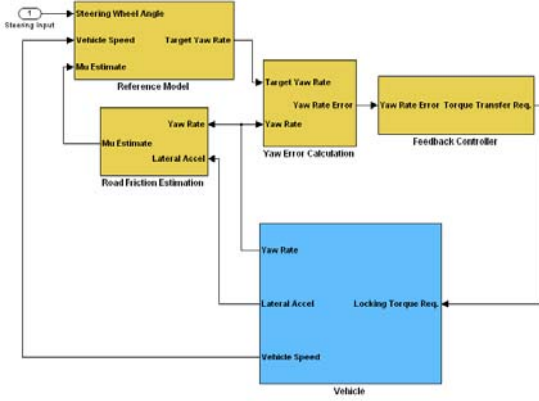 1
Steering Input
Steering Wheel Angle
Vehicle Speed
Target Yaw Rate
Mu Estimate
Reference Model
Target Yaw Rate
Yaw Rate Error
Yaw Rate
Yaw Error Calculation
Yaw Rate Error
Torque Transfer Req.
Feedback Controller
Yaw Rate
Mu Estimate
Lateral Accel
Road Friction Estimation
Yaw Rate
Lateral Accel
Locking Torque Req.
Vehicle Speed
Vehicle